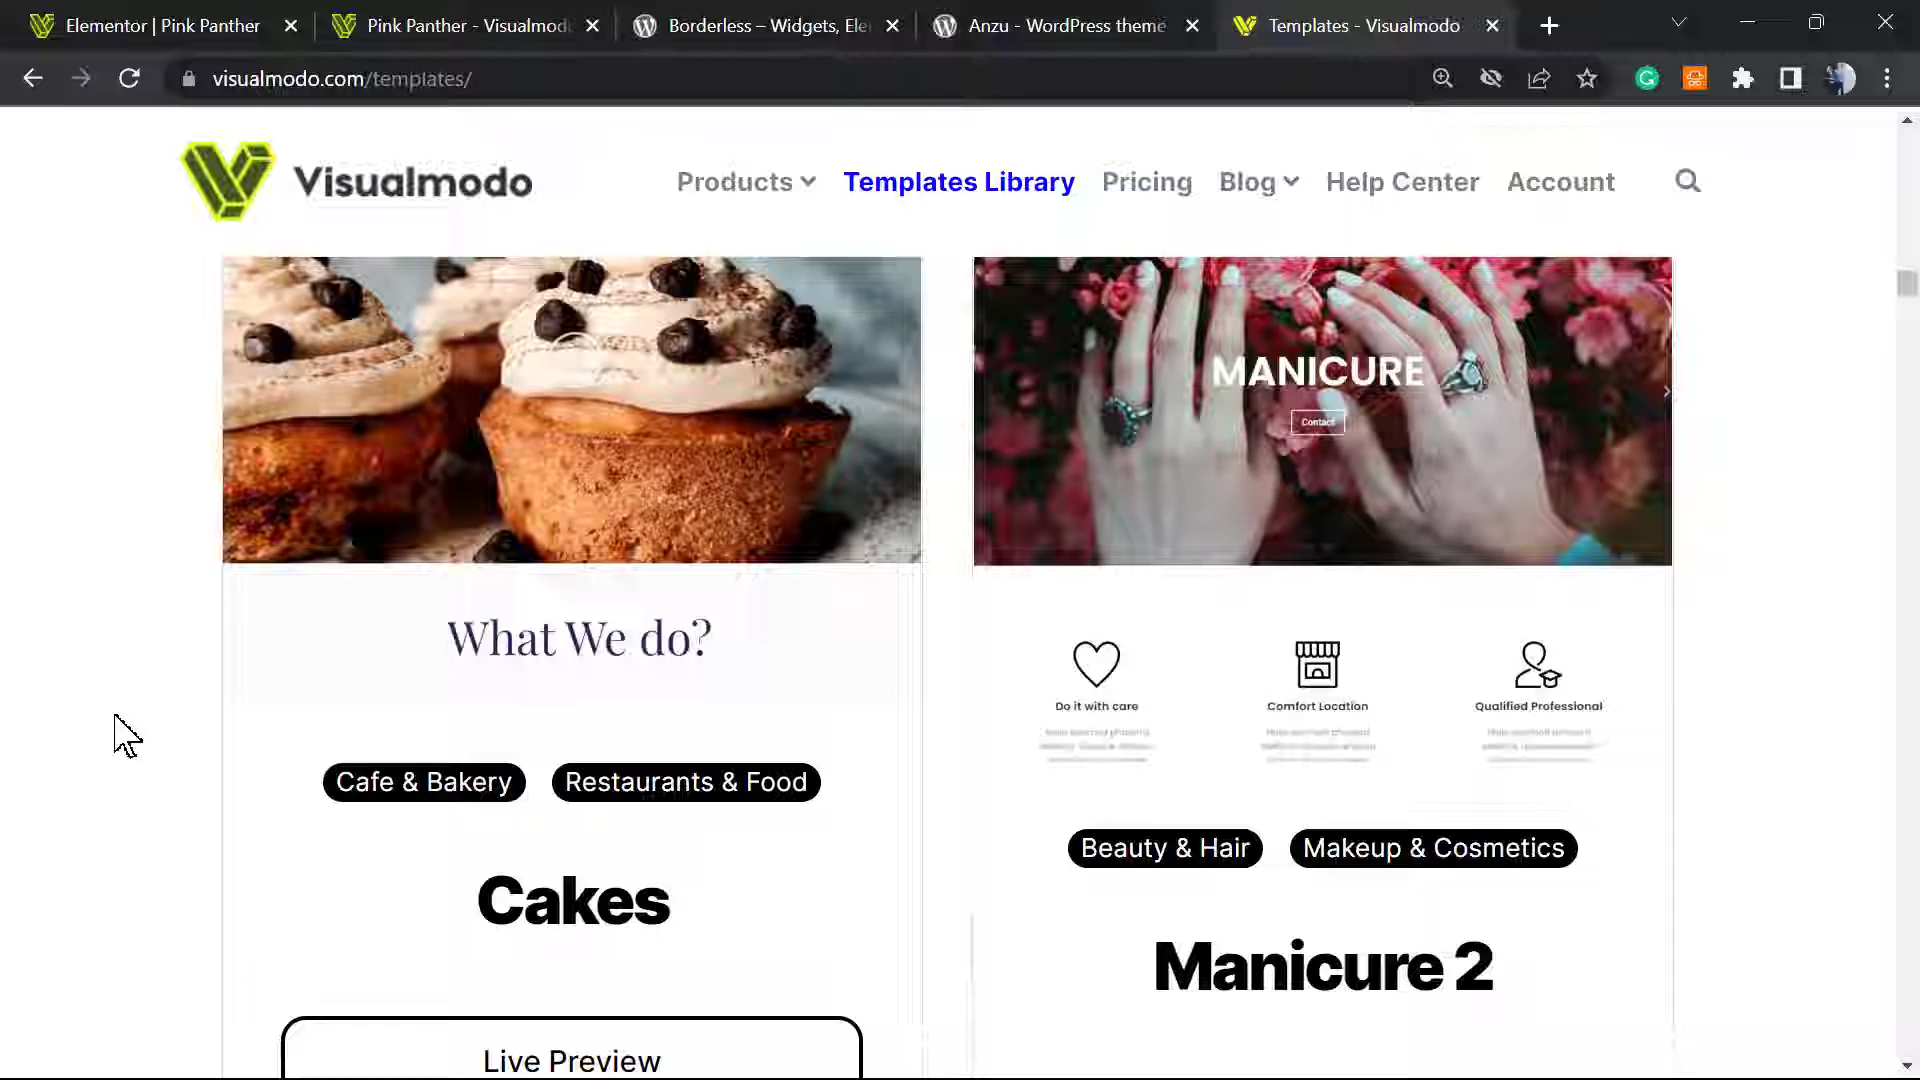 Elementor | Pink Panther
Pink Panther - Visualmod
Borderless – Widgets, Ele
Anzu - WordPress theme
Templates - Visualmodo
visualmodo.com/templates/
Visualmodo
Products
Templates Library
Pricing
Blog
Help Center
Account
MANICURE
Contact
What We do?
Do it with care
Comfort Location
Qualified Professional
Cafe & Bakery
Restaurants & Food
Beauty & Hair
Makeup & Cosmetics
Cakes
Manicure 2
Live Preview